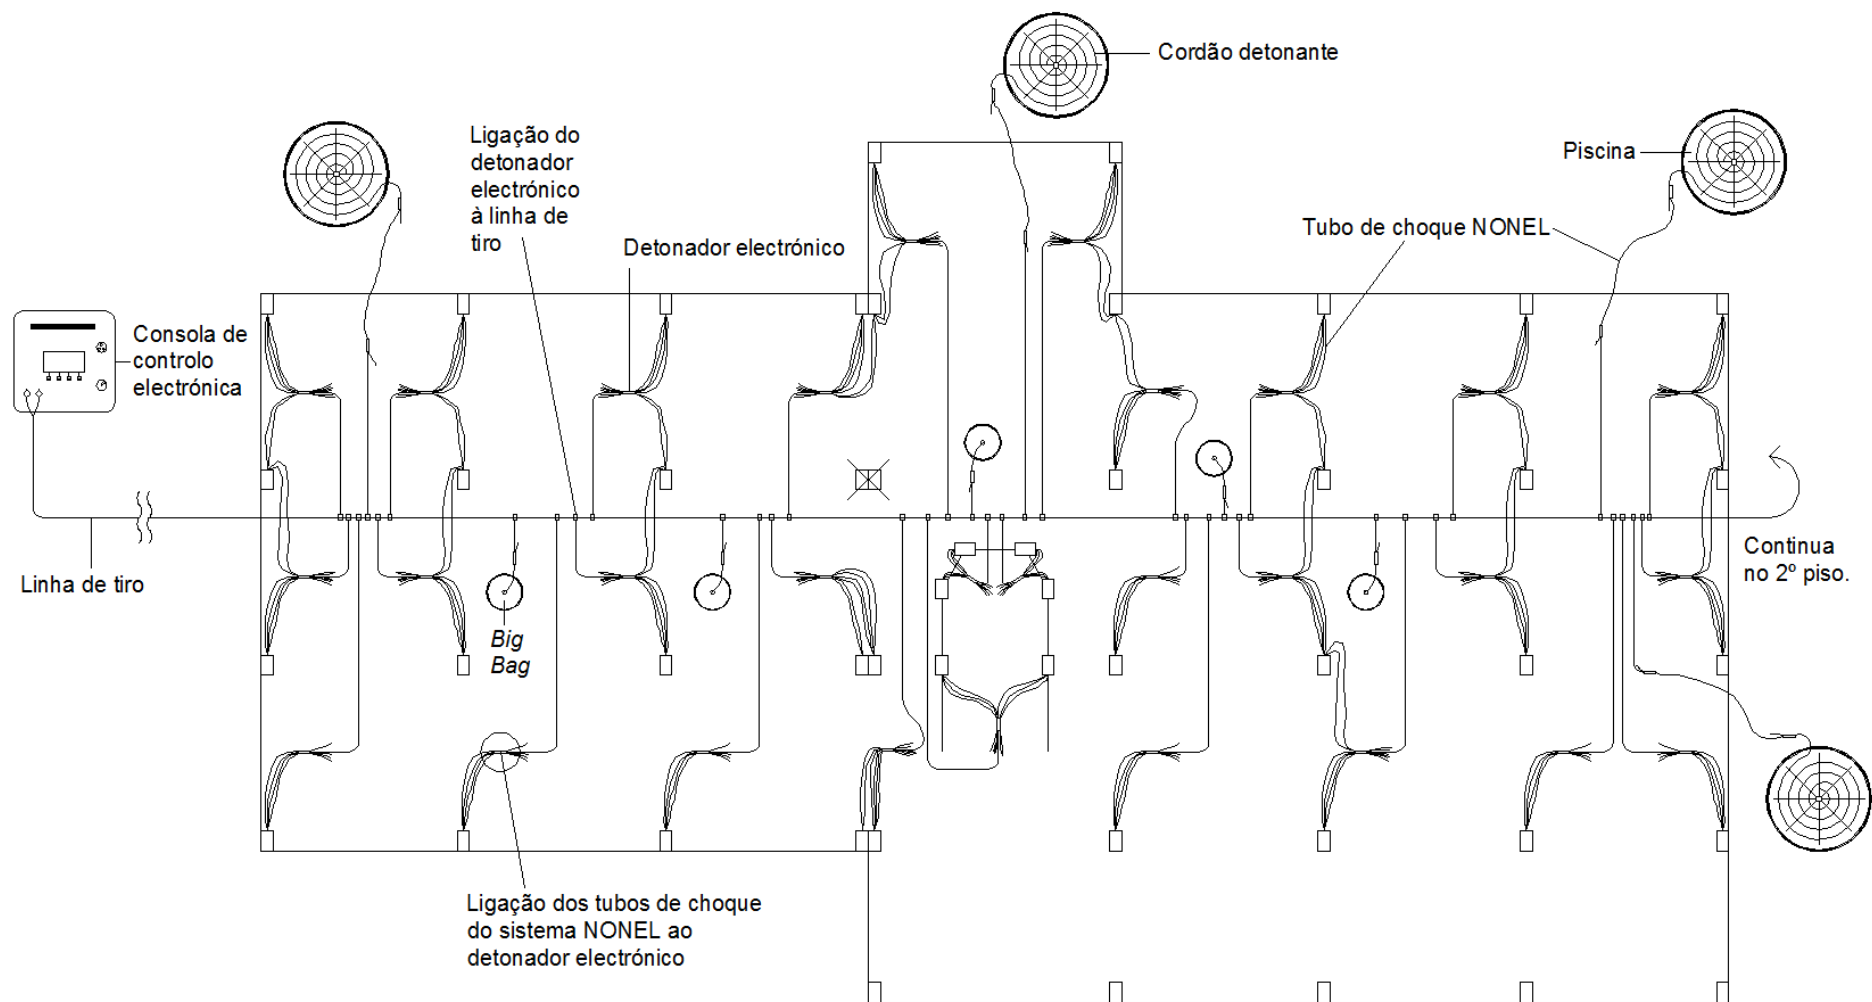 Cordão detonante
Ligação do
detonador
electrónico
à linha de
tiro
Piscina
Tubo de choque NONEL
Detonador electrónico
Consola de
controlo
electrónica
Continua
no 2º piso.
Linha de tiro
Big
Bag
Ligação dos tubos de choque
do sistema NONEL ao
detonador electrónico